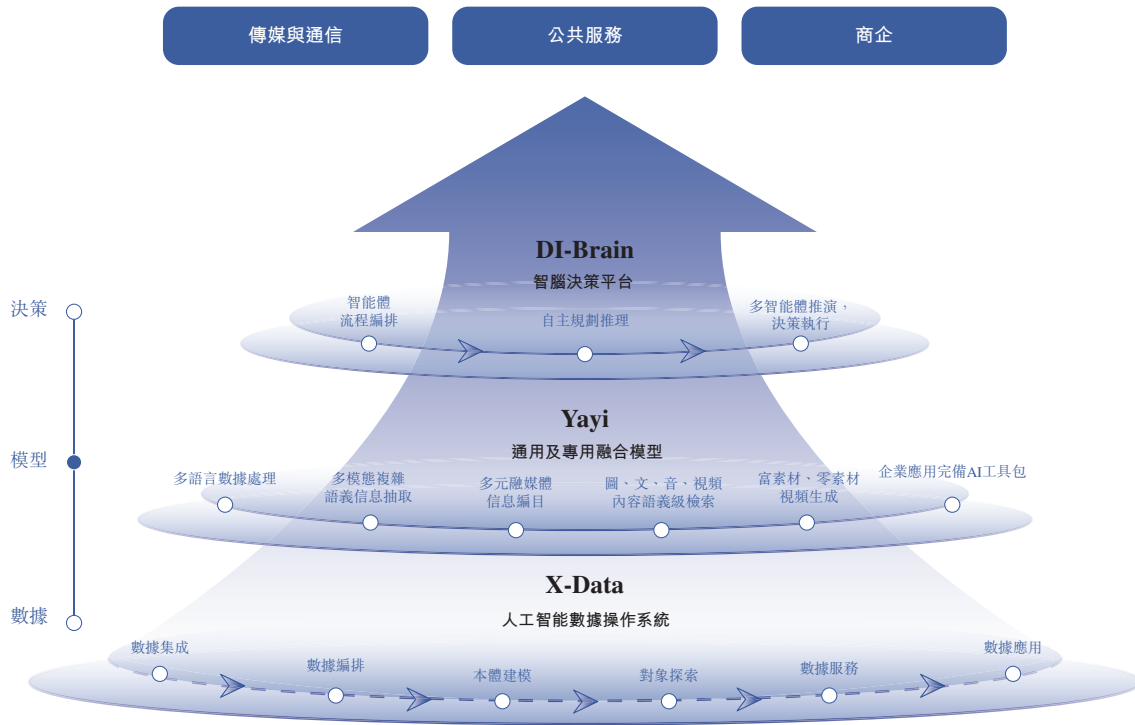 傳媒與通信
公共服務
商企
DI-Brain
智腦決策平台
決策
智能體
流程編排
自主規劃推理
多智能體推演，
決策執行
Yayi
通用及專用融合模型
模型
多語言數據處理
多模態複雜
語義信息抽取
多元融媒體
信息編目
圖、文、音、視頻
內容語義級檢索
富素材、零素材
視頻生成
企業應用完備AI工具包
X-Data
人工智能數據操作系統
數據
數據集成
數據編排
本體建模
對象探索
數據服務
數據應用